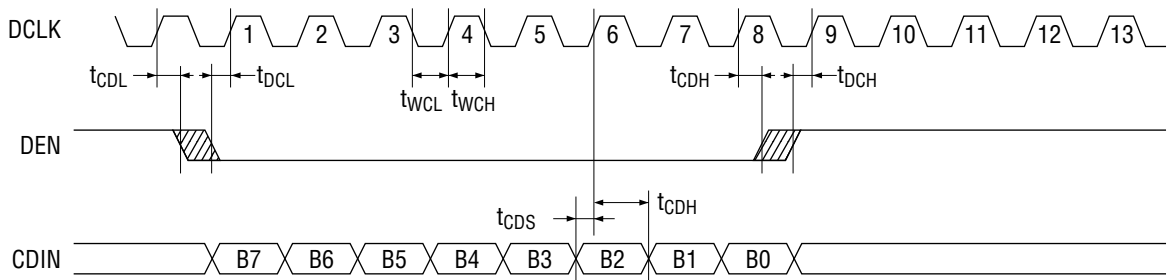 DCLK 1 2 3 4 5 6 7 8 9 10 11 12 13
tCDL tDCL tWCL tWCH tCDH tDCH
DEN
tCDS tCDH
CDIN B7 B6 B5 B4 B3 B2 B1 B0